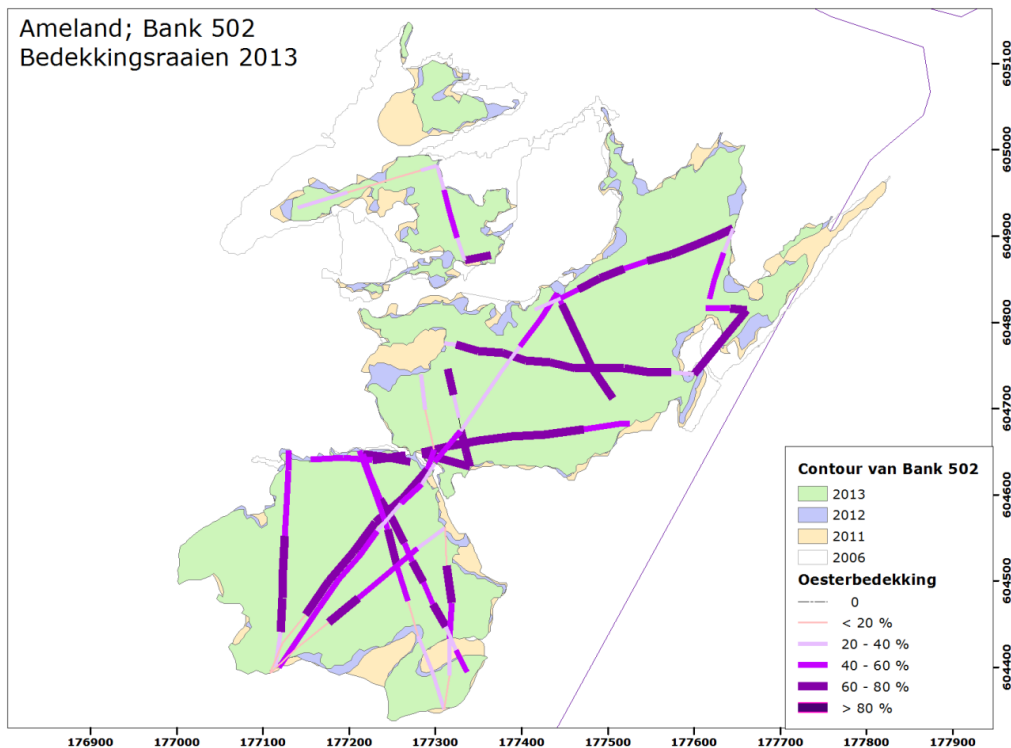 Ameland; Bank 502
Bedekkingsraaien 2013
605100
605000
604900
604800
604700
604600
604500
604400
Contour van Bank 502
2013
2012
2011
2006
Oesterbedekking
0
< 20 %
20 - 40 %
40 - 60 %
60 - 80 %
> 80 %
176900 177000 177100 177200 177300 177400 177500 177600 177700 177800 177900